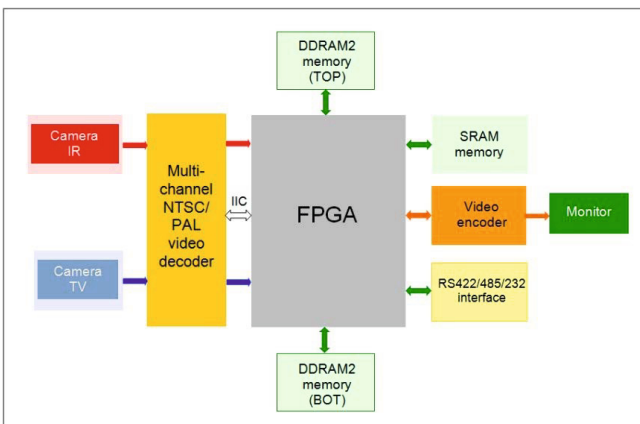 DDRAM2
memory
(TOP)
Camera
IR
Multi-
channel
NTSC/
PAL
video
decoder
IIC
FPGA
SRAM
memory
Video
encoder
Monitor
Camera
TV
RS422/485/232
interface
DDRAM2
memory
(BOT)